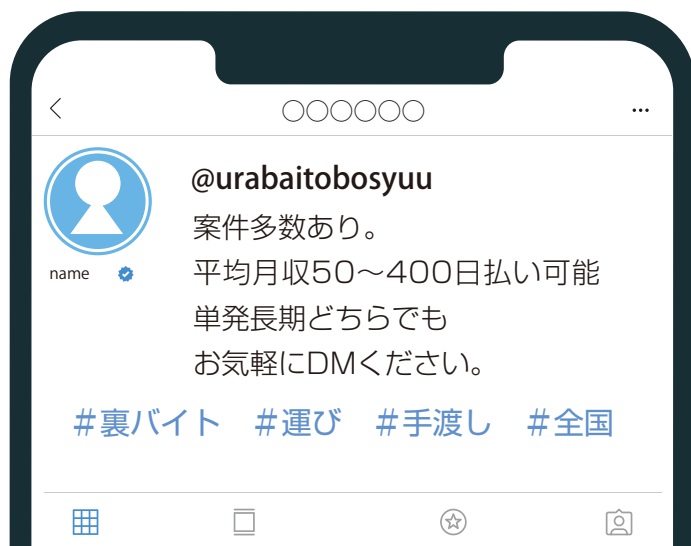 ○○○○○○
@urabaitobosyuu
案件多数あり。
平均月収50～400日払い可能
name
単発長期どちらでも
お気軽にDMください。
#裏バイト #運び #手渡し #全国